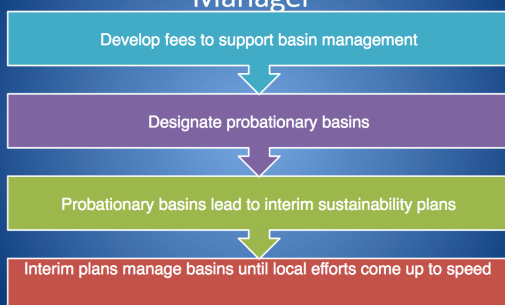 Manager
Develop fees to support basin management
Designate probationary basins
Probationary basins lead to interim sustainability plans
Interim plans manage basins until local efforts come up to speed